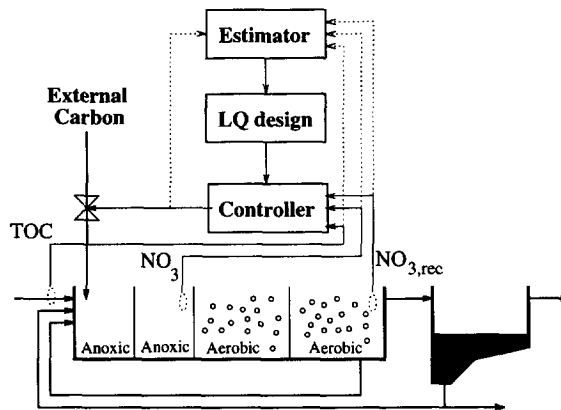 Estimator
External
Carbon
LQ design
Controller
TOC
NO3
NO3,rec
Anoxic
Anoxic
Aerobic
Aerobic